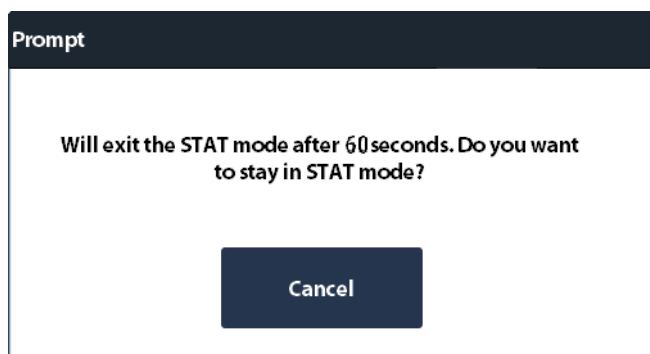 Prompt
Will exit the STAT mode after 60 seconds. Do you want
to stay in STAT mode?
Cancel